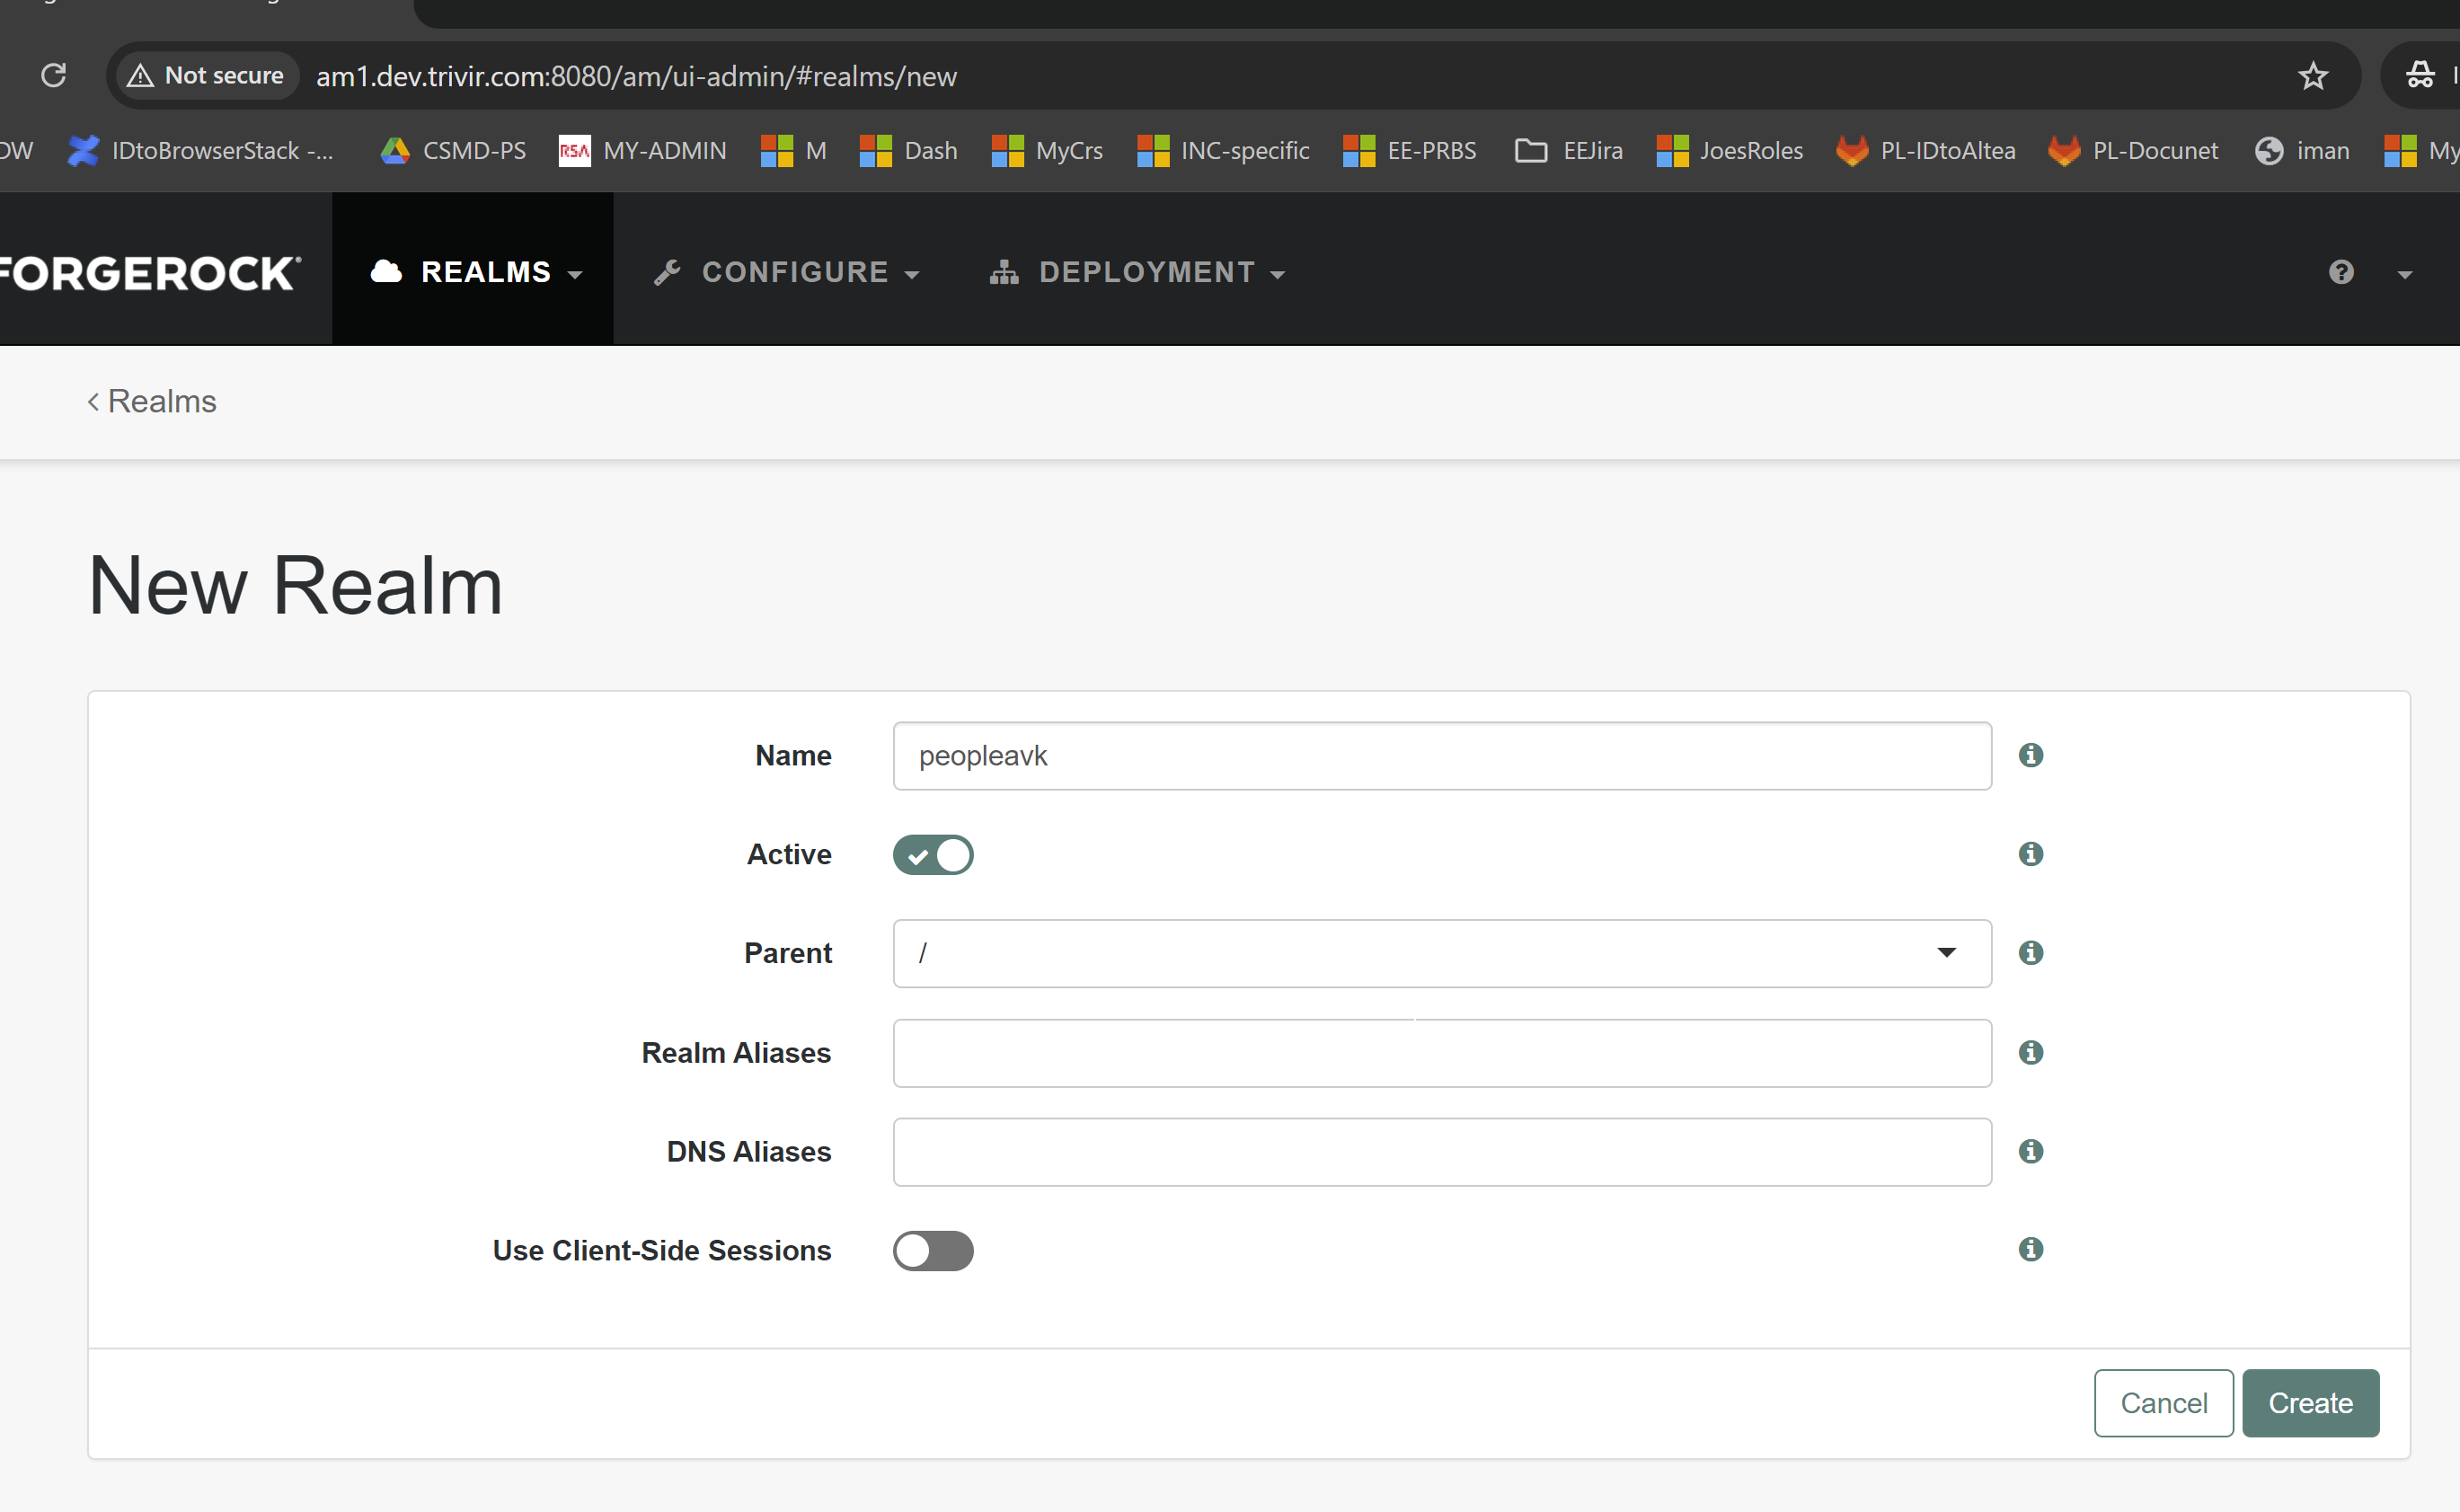 Not secure am1.dev.trivir.com:8080/am/ui-admin/#realms/new
IDtoBrowserStack -... CSMD-PS RSA MY-ADMIN M Dash MyCrs INC-specific EE-PRBS EEJira JoesRoles PL-IDtoAltea PL-Docunet iman My
FORGEROCK REALMS CONFIGURE DEPLOYMENT
< Realms
New Realm
Name peopleavk
Active
Parent /
Realm Aliases
DNS Aliases
Use Client-Side Sessions
Cancel Create